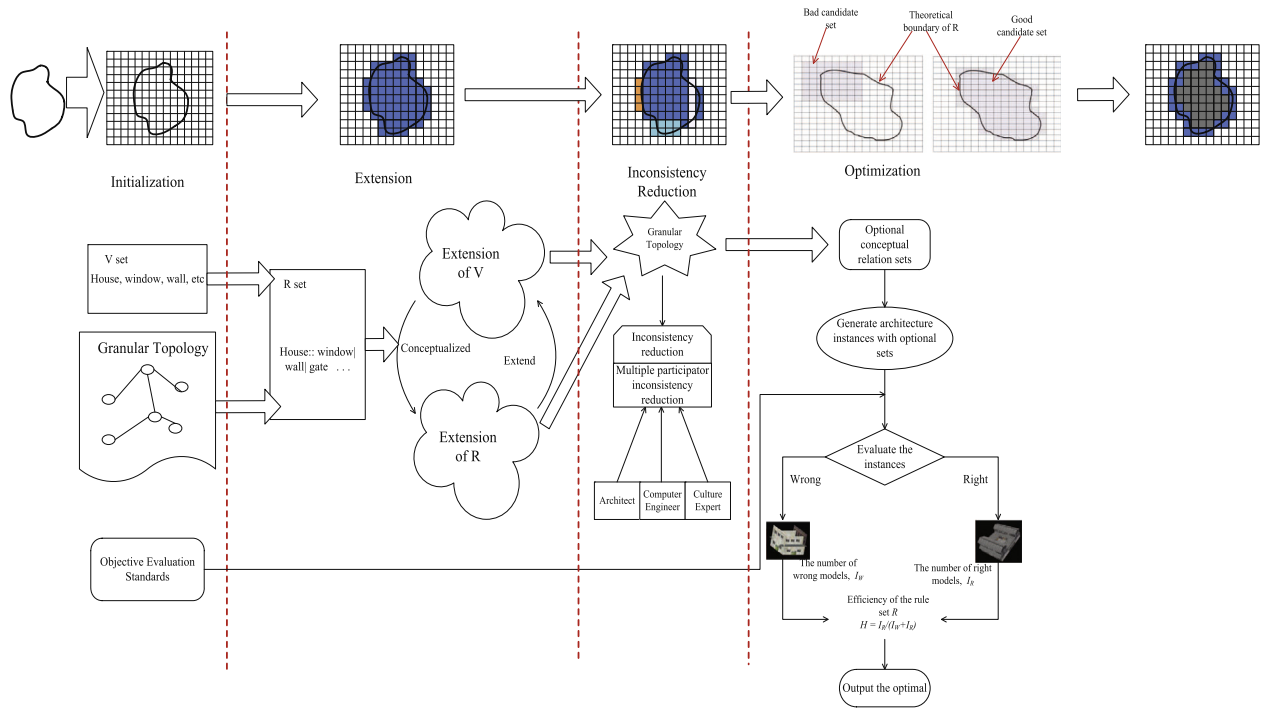 Bad candidate
set
Theoretical
boundary of R
Good
candidate set
Initialization
Extension
Inconsistency
Reduction
Optimization
V set
House, window, wall, etc
Granular Topology
R set
House:: window|
wall| gate . . .
Conceptualized
Extension
of V
Extend
Extension
of R
Granular
Topology
Inconsistency
reduction
Multiple participator
inconsistency
reduction
Architect
Computer
Engineer
Culture
Expert
Optional
conceptual
relation sets
Generate architecture
instances with optional
sets
Evaluate the
instances
Wrong
Right
The number of
wrong models, I_W
The number of right
models, I_R
Efficiency of the rule
set R
H = I_R/(I_W+I_R)
Output the optimal
Objective Evaluation
Standards